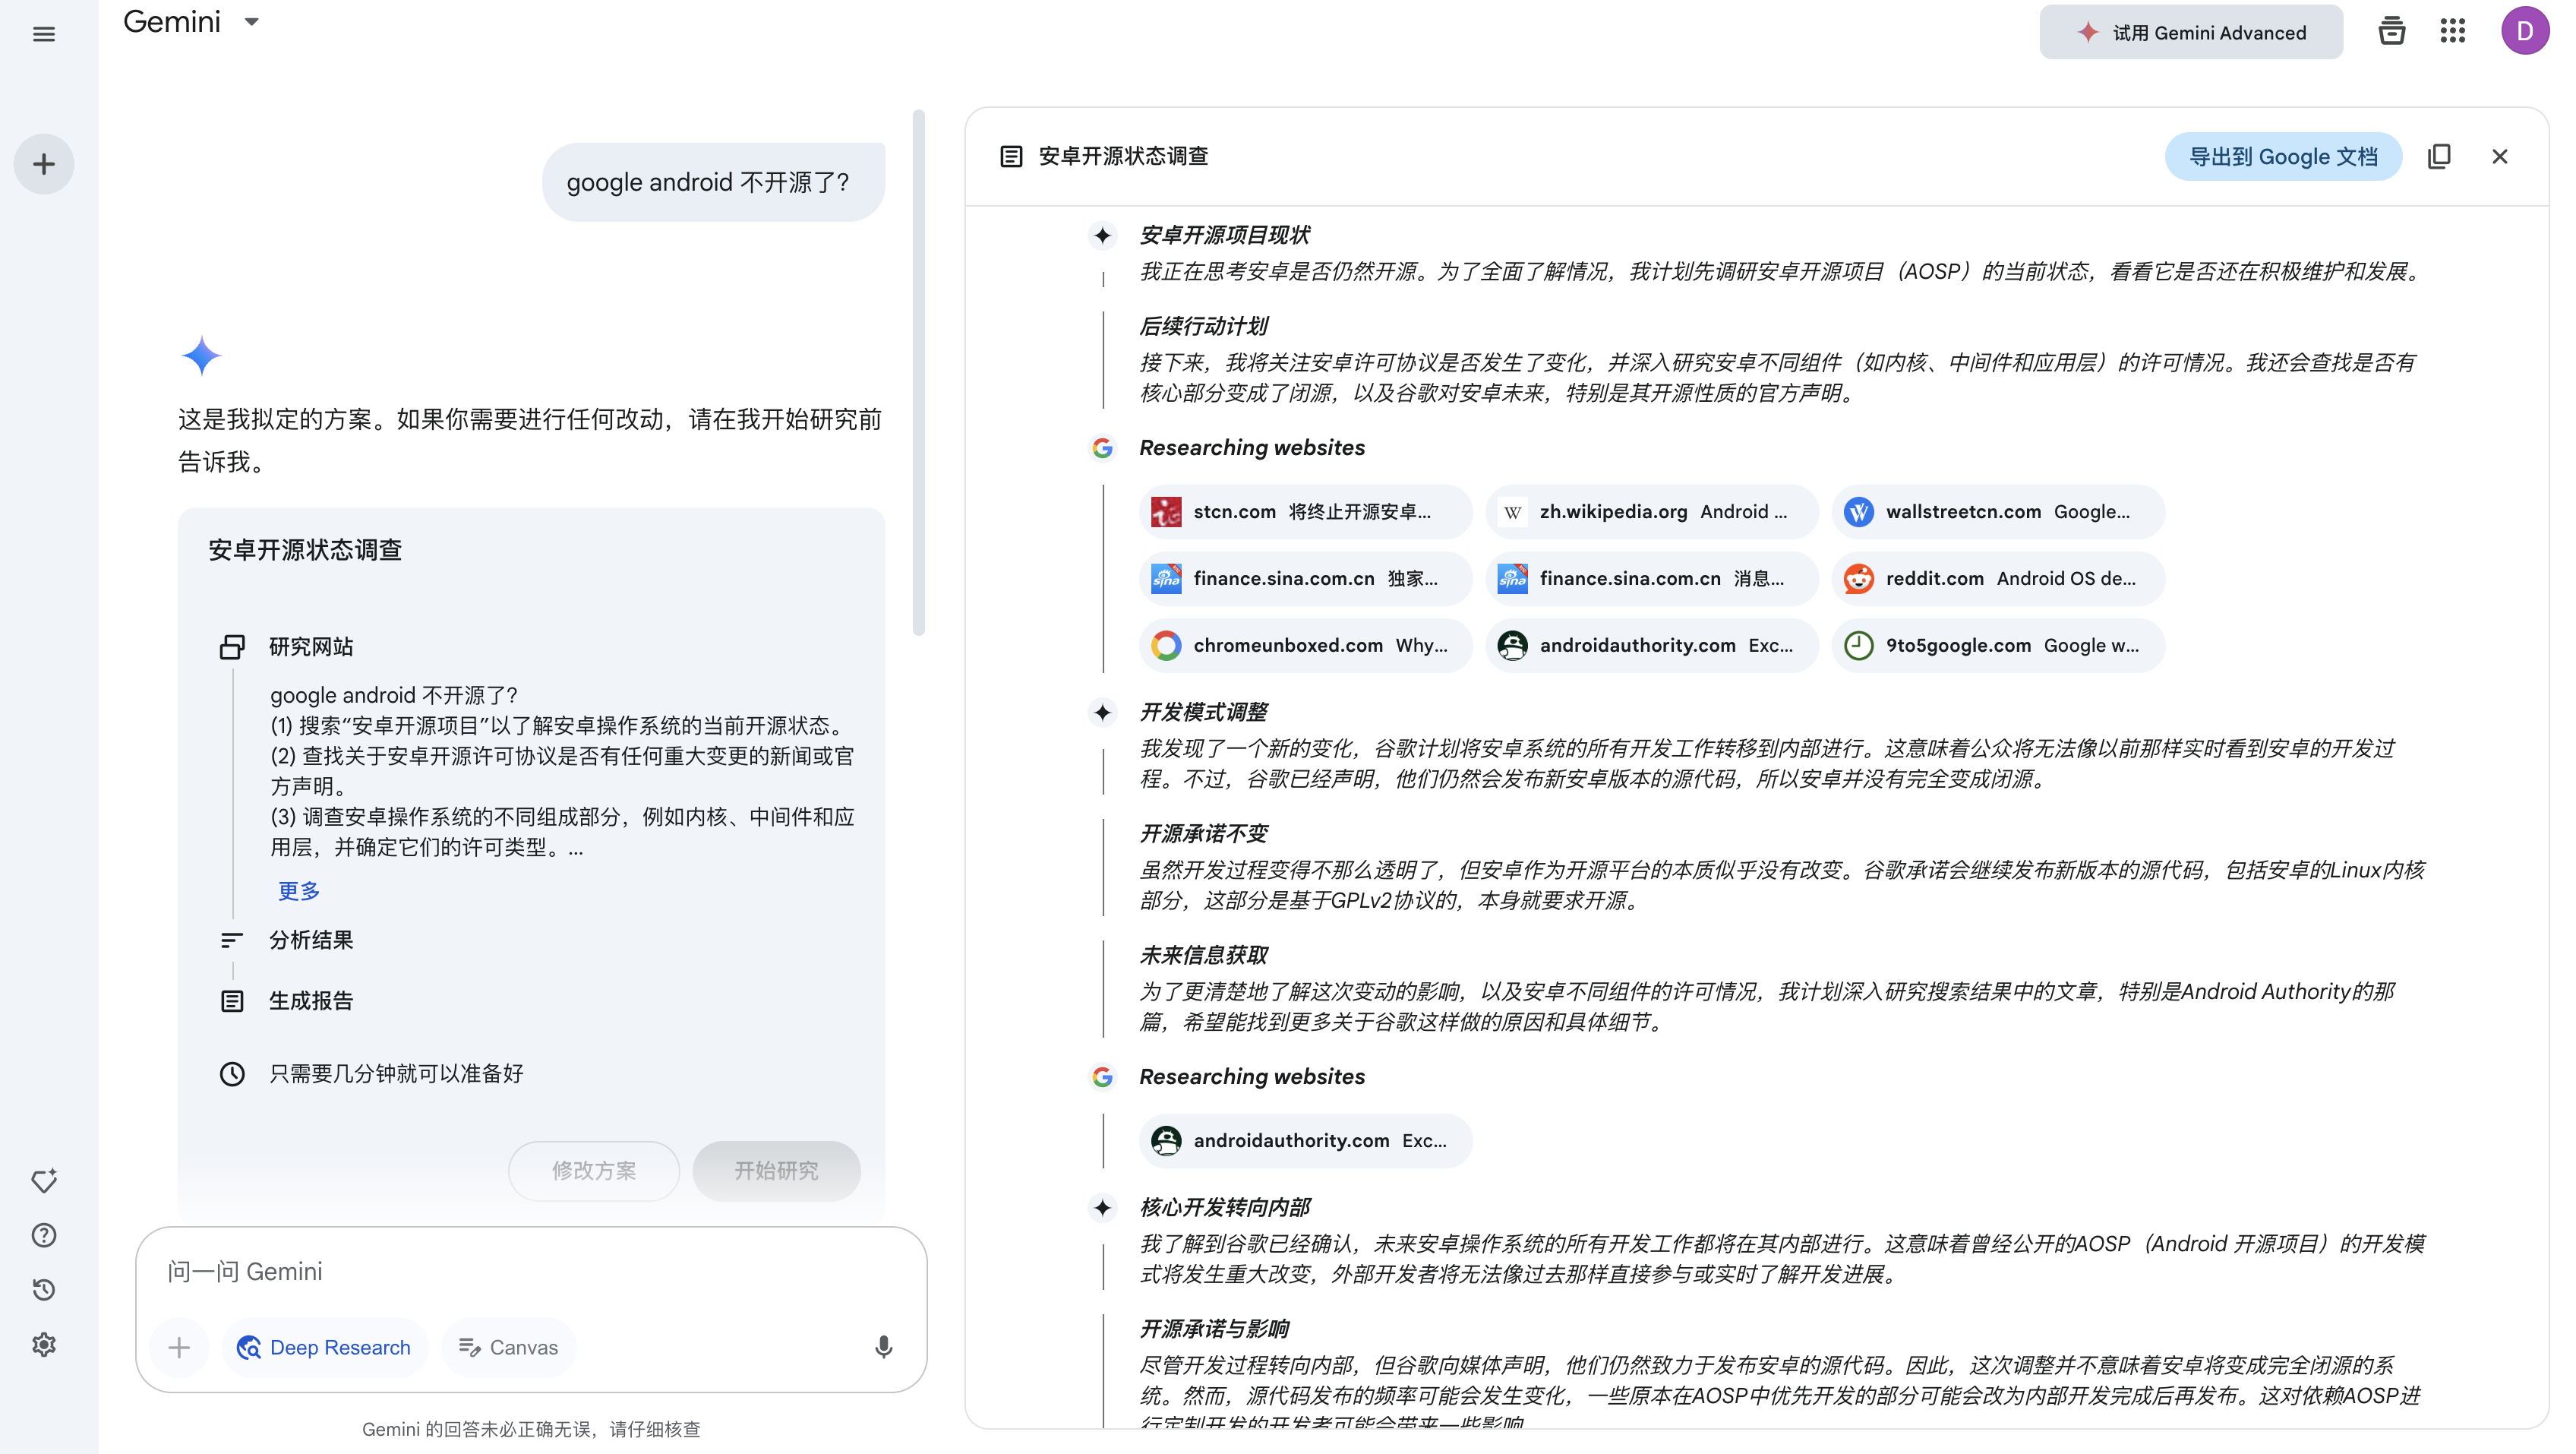 Gemini
试用 Gemini Advanced
D
google android 不开源了?
这是我拟定的方案。如果你需要进行任何改动，请在我开始研究前
告诉我。
安卓开源状态调查
研究网站
google android 不开源了?
(1) 搜索“安卓开源项目”以了解安卓操作系统的当前开源状态。
(2) 查找关于安卓开源许可协议是否有任何重大变更的新闻或官
方声明。
(3) 调查安卓操作系统的不同组成部分，例如内核、中间件和应
用层，并确定它们的许可类型。...
更多
分析结果
生成报告
只需要几分钟就可以准备好
修改方案
开始研究
问一问 Gemini
Deep Research
Canvas
Gemini 的回答未必正确无误，请仔细核查
安卓开源状态调查
导出到 Google 文档
安卓开源项目现状
我正在思考安卓是否仍然开源。为了全面了解情况，我计划先调研安卓开源项目（AOSP）的当前状态，看看它是否还在积极维护和发展。
后续行动计划
接下来，我将关注安卓许可协议是否发生了变化，并深入研究安卓不同组件（如内核、中间件和应用层）的许可情况。我还会查找是否有
核心部分变成了闭源，以及谷歌对安卓未来，特别是其开源性质的官方声明。
Researching websites
stcn.com 将终止开源安卓...
zh.wikipedia.org Android ...
wallstreetcn.com Google...
finance.sina.com.cn 独家...
finance.sina.com.cn 消息...
reddit.com Android OS de...
chromeunboxed.com Why...
androidauthority.com Exc...
9to5google.com Google w...
开发模式调整
我发现了一个新的变化，谷歌计划将安卓系统的所有开发工作转移到内部进行。这意味着公众将无法像以前那样实时看到安卓的开发过
程。不过，谷歌已经声明，他们仍然会发布新安卓版本的源代码，所以安卓并没有完全变成闭源。
开源承诺不变
虽然开发过程变得不那么透明了，但安卓作为开源平台的本质似乎没有改变。谷歌承诺会继续发布新版本的源代码，包括安卓的Linux内核
部分，这部分是基于GPLv2协议的，本身就要求开源。
未来信息获取
为了更清楚地了解这次变动的影响，以及安卓不同组件的许可情况，我计划深入研究搜索结果中的文章，特别是Android Authority的那
篇，希望能找到更多关于谷歌这样做的原因和具体细节。
Researching websites
androidauthority.com Exc...
核心开发转向内部
我了解到谷歌已经确认，未来安卓操作系统的所有开发工作都将在其内部进行。这意味着曾经公开的AOSP（Android 开源项目）的开发模
式将发生重大改变，外部开发者将无法像过去那样直接参与或实时了解开发进展。
开源承诺与影响
尽管开发过程转向内部，但谷歌向媒体声明，他们仍然致力于发布安卓的源代码。因此，这次调整并不意味着安卓将变成完全闭源的系
统。然而，源代码发布的频率可能会发生变化，一些原本在AOSP中优先开发的部分可能会改为内部开发完成后再发布。这对依赖AOSP进
行定制开发的开发者可能会带来一些影响